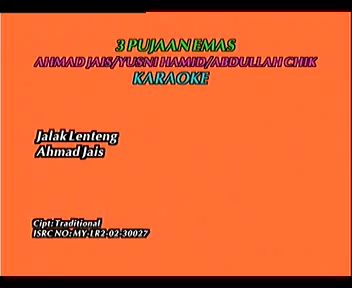 3 PUJAAN EMAS
AHMAD JAIS/YUSNI HAMID/ABDULLAH CHIK
KARAOKE
Jalak Lenteng
Ahmad Jais
Cipt: Traditional
ISRC NO: MY-LR2-02-30027